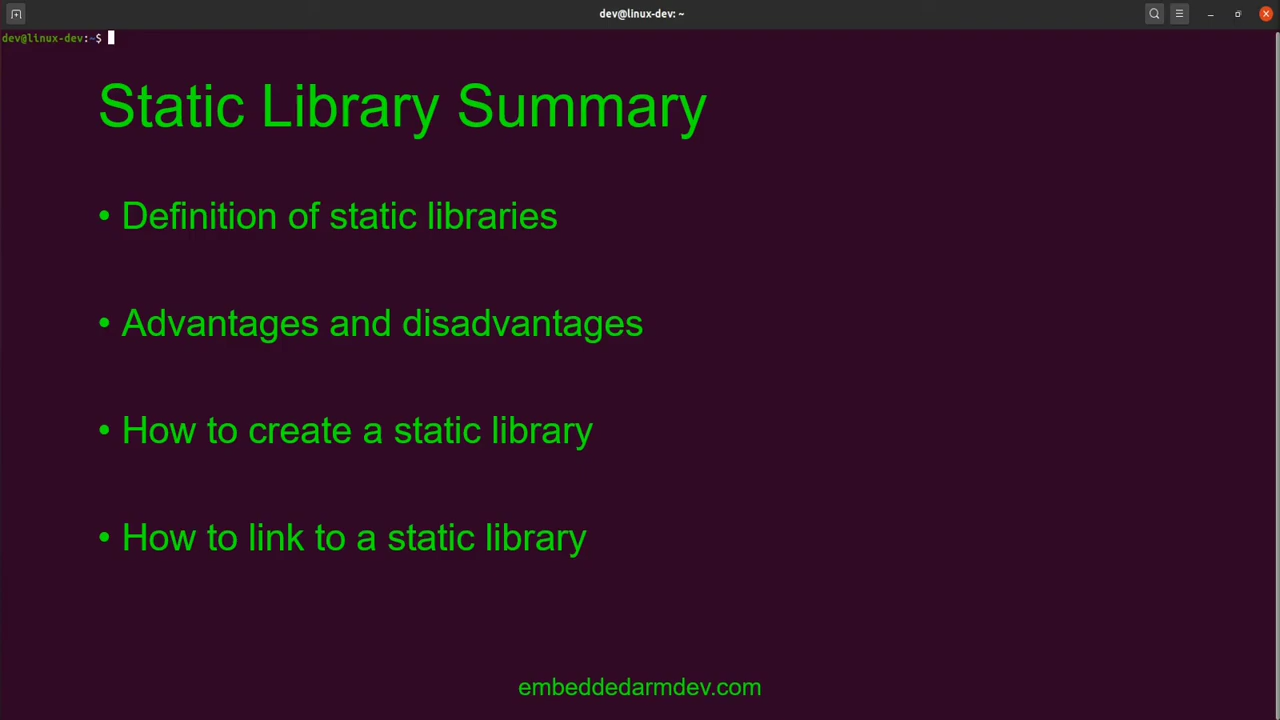 dev@linux-dev: ~
dev@linux-dev:~$
Static Library Summary
• Definition of static libraries
• Advantages and disadvantages
• How to create a static library
• How to link to a static library
embeddedarmdev.com